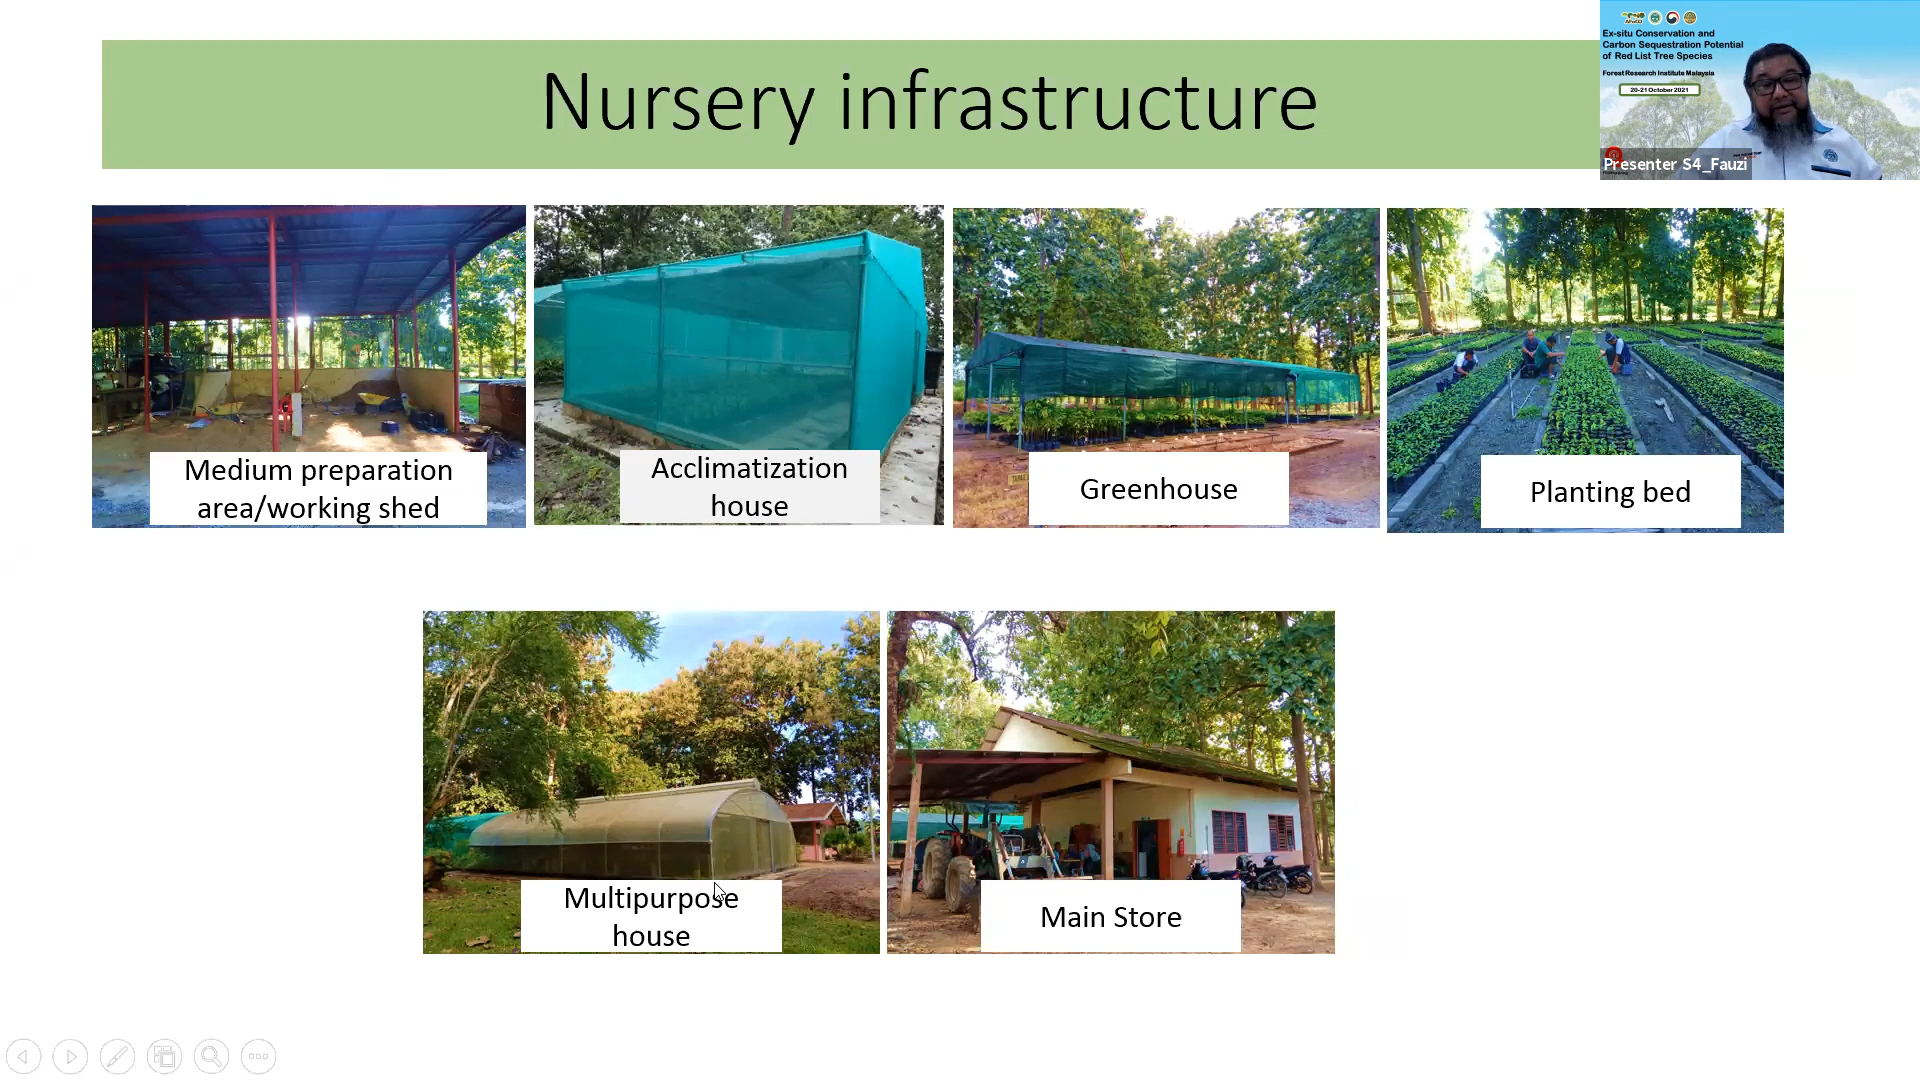 Nursery infrastructure
Ex-situ Conservation and
Carbon Sequestration Potential
of Red List Tree Species
Forest Research Institute Malaysia
20-21 October 2021
Presenter S4_Fauzi
Medium preparation
area/working shed
Acclimatization
house
Greenhouse
Planting bed
Multipurpose
house
Main Store